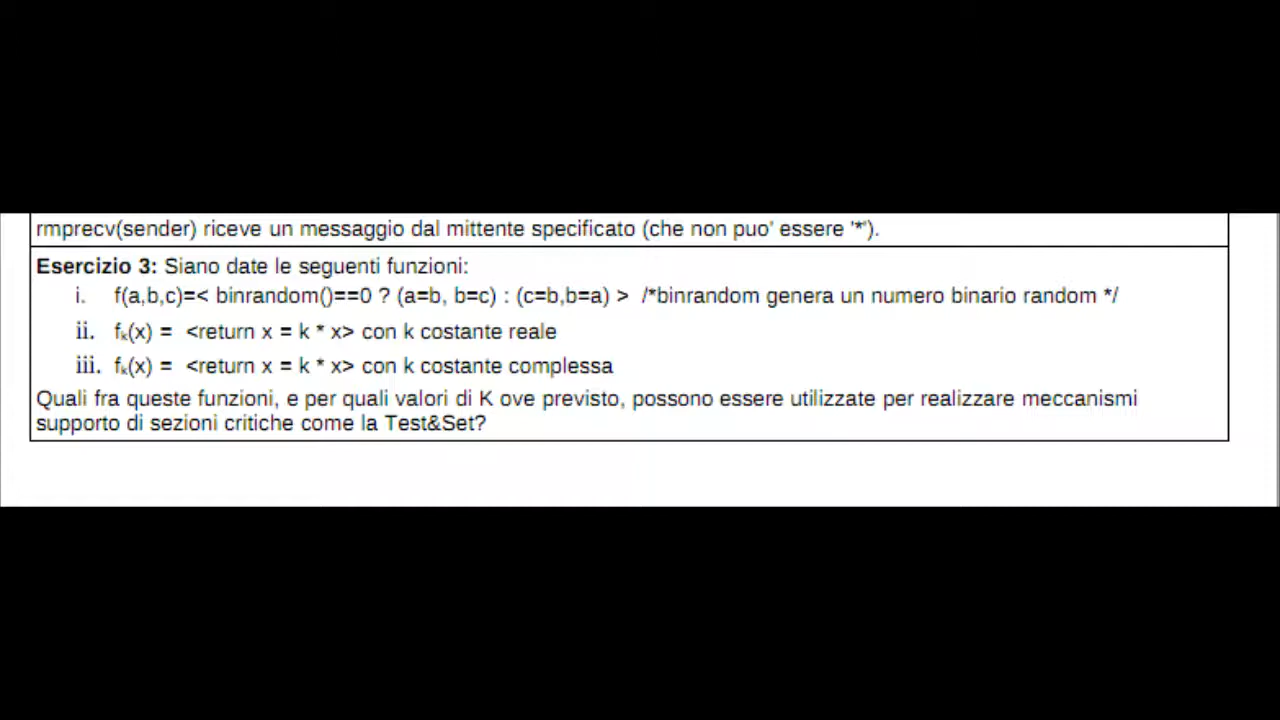 rmprecv(sender) riceve un messaggio dal mittente specificato (che non puo' essere '*').
Esercizio 3: Siano date le seguenti funzioni:
i. f(a,b,c)=< binrandom()==0 ? (a=b, b=c) : (c=b,b=a) > /*binrandom genera un numero binario random */
ii. fₖ(x) = <return x = k * x> con k costante reale
iii. fₖ(x) = <return x = k * x> con k costante complessa
Quali fra queste funzioni, e per quali valori di K ove previsto, possono essere utilizzate per realizzare meccanismi
supporto di sezioni critiche come la Test&Set?